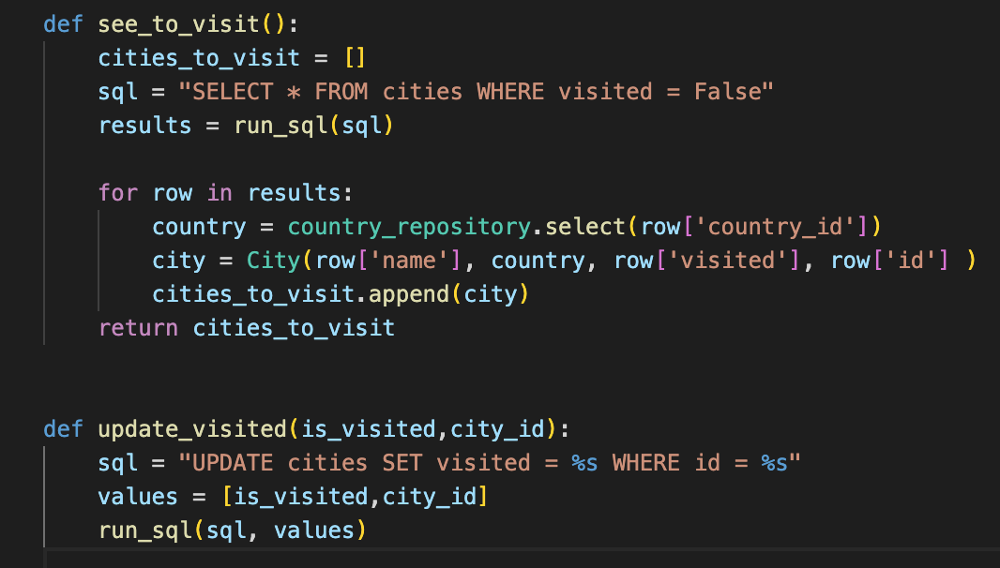 def see_to_visit():
    cities_to_visit = []
    sql = "SELECT * FROM cities WHERE visited = False"
    results = run_sql(sql)

    for row in results:
        country = country_repository.select(row['country_id'])
        city = City(row['name'], country, row['visited'], row['id'] )
        cities_to_visit.append(city)
    return cities_to_visit


def update_visited(is_visited,city_id):
    sql = "UPDATE cities SET visited = %s WHERE id = %s"
    values = [is_visited,city_id]
    run_sql(sql, values)